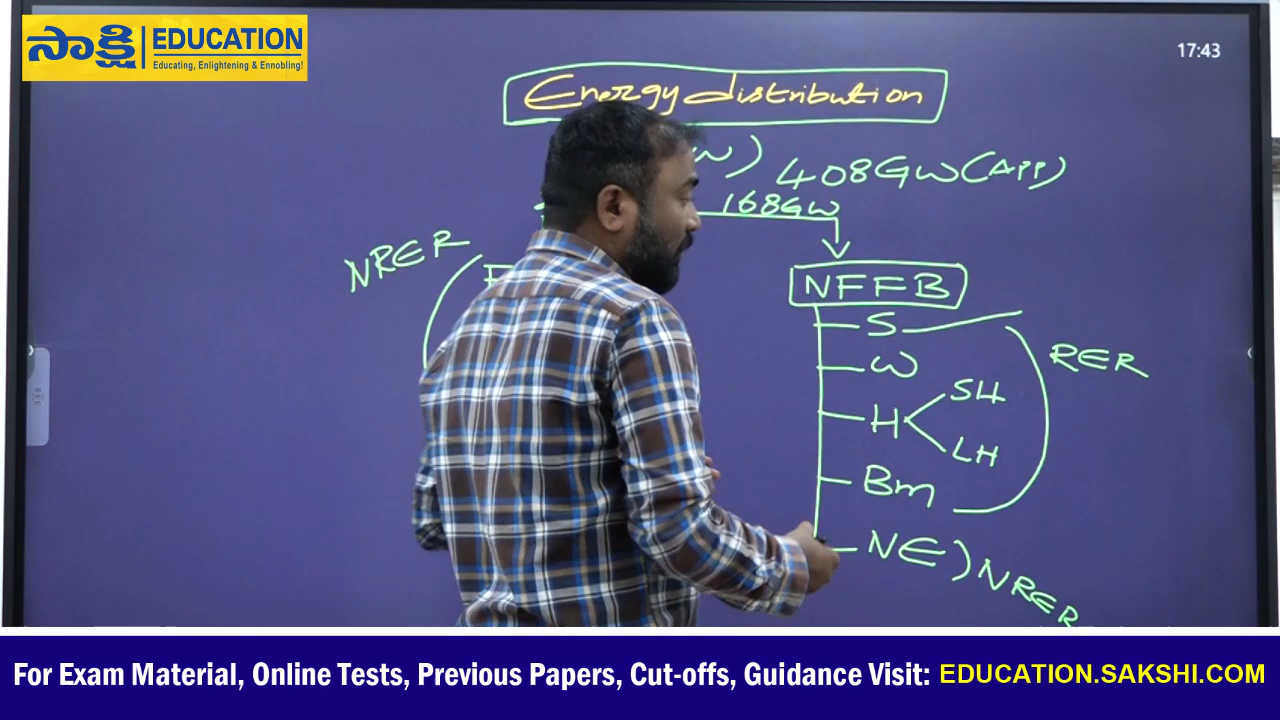 సాక్షి EDUCATION
Educating, Enlightening & Ennobling!
17:43
Energy distribution
W) 408GW (App)
168GW
NRER
NFFB
S
W
RER
H
SH
LH
Bm
NE) NRER
For Exam Material, Online Tests, Previous Papers, Cut-offs, Guidance Visit: EDUCATION.SAKSHI.COM